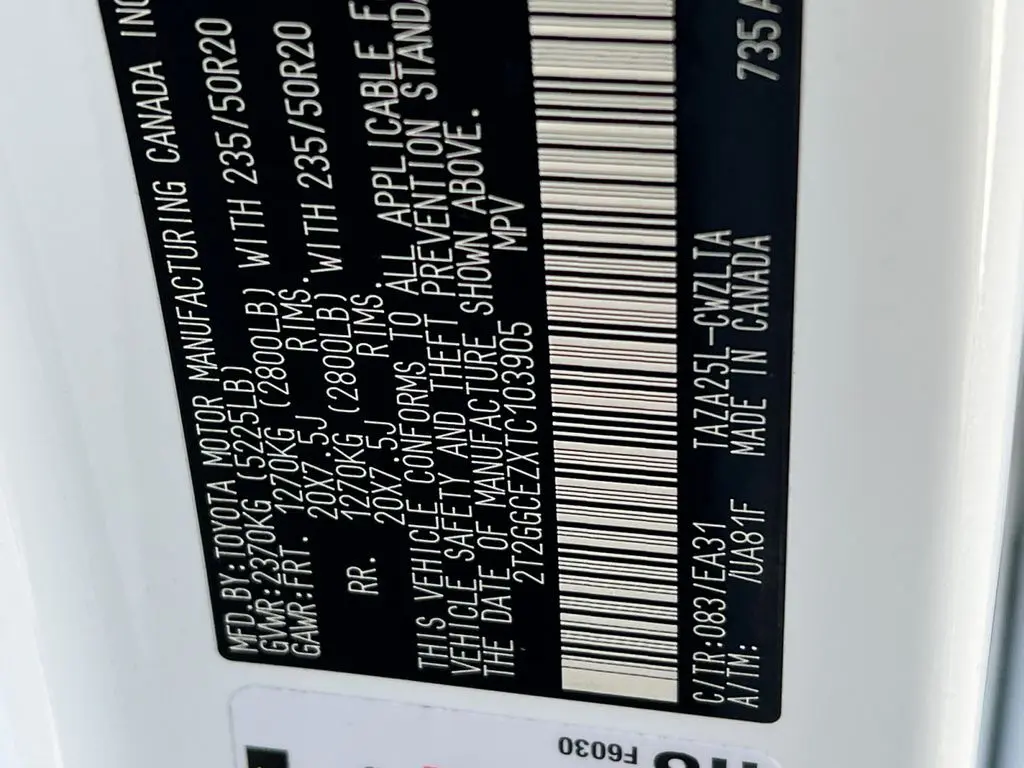 MFD.BY:TOYOTA MOTOR MANUFACTURING CANADA INC
GVWR:2370KG (5225LB)
GAWR:FRT. 1270KG (2800LB) WITH 235/50R20
20X7.5J RIMS.
RR. 1270KG (2800LB) WITH 235/50R20
20X7.5J RIMS.
THIS VEHICLE CONFORMS TO ALL APPLICABLE F
VEHICLE SAFETY AND THEFT PREVENTION STANDA
THE DATE OF MANUFACTURE SHOWN ABOVE.
2T2GGCEZXTC103905 MPV
C/TR:083/EA31 TAZA25L-CWZLTA
A/TM: /UA81F MADE IN CANADA 735A
F6030